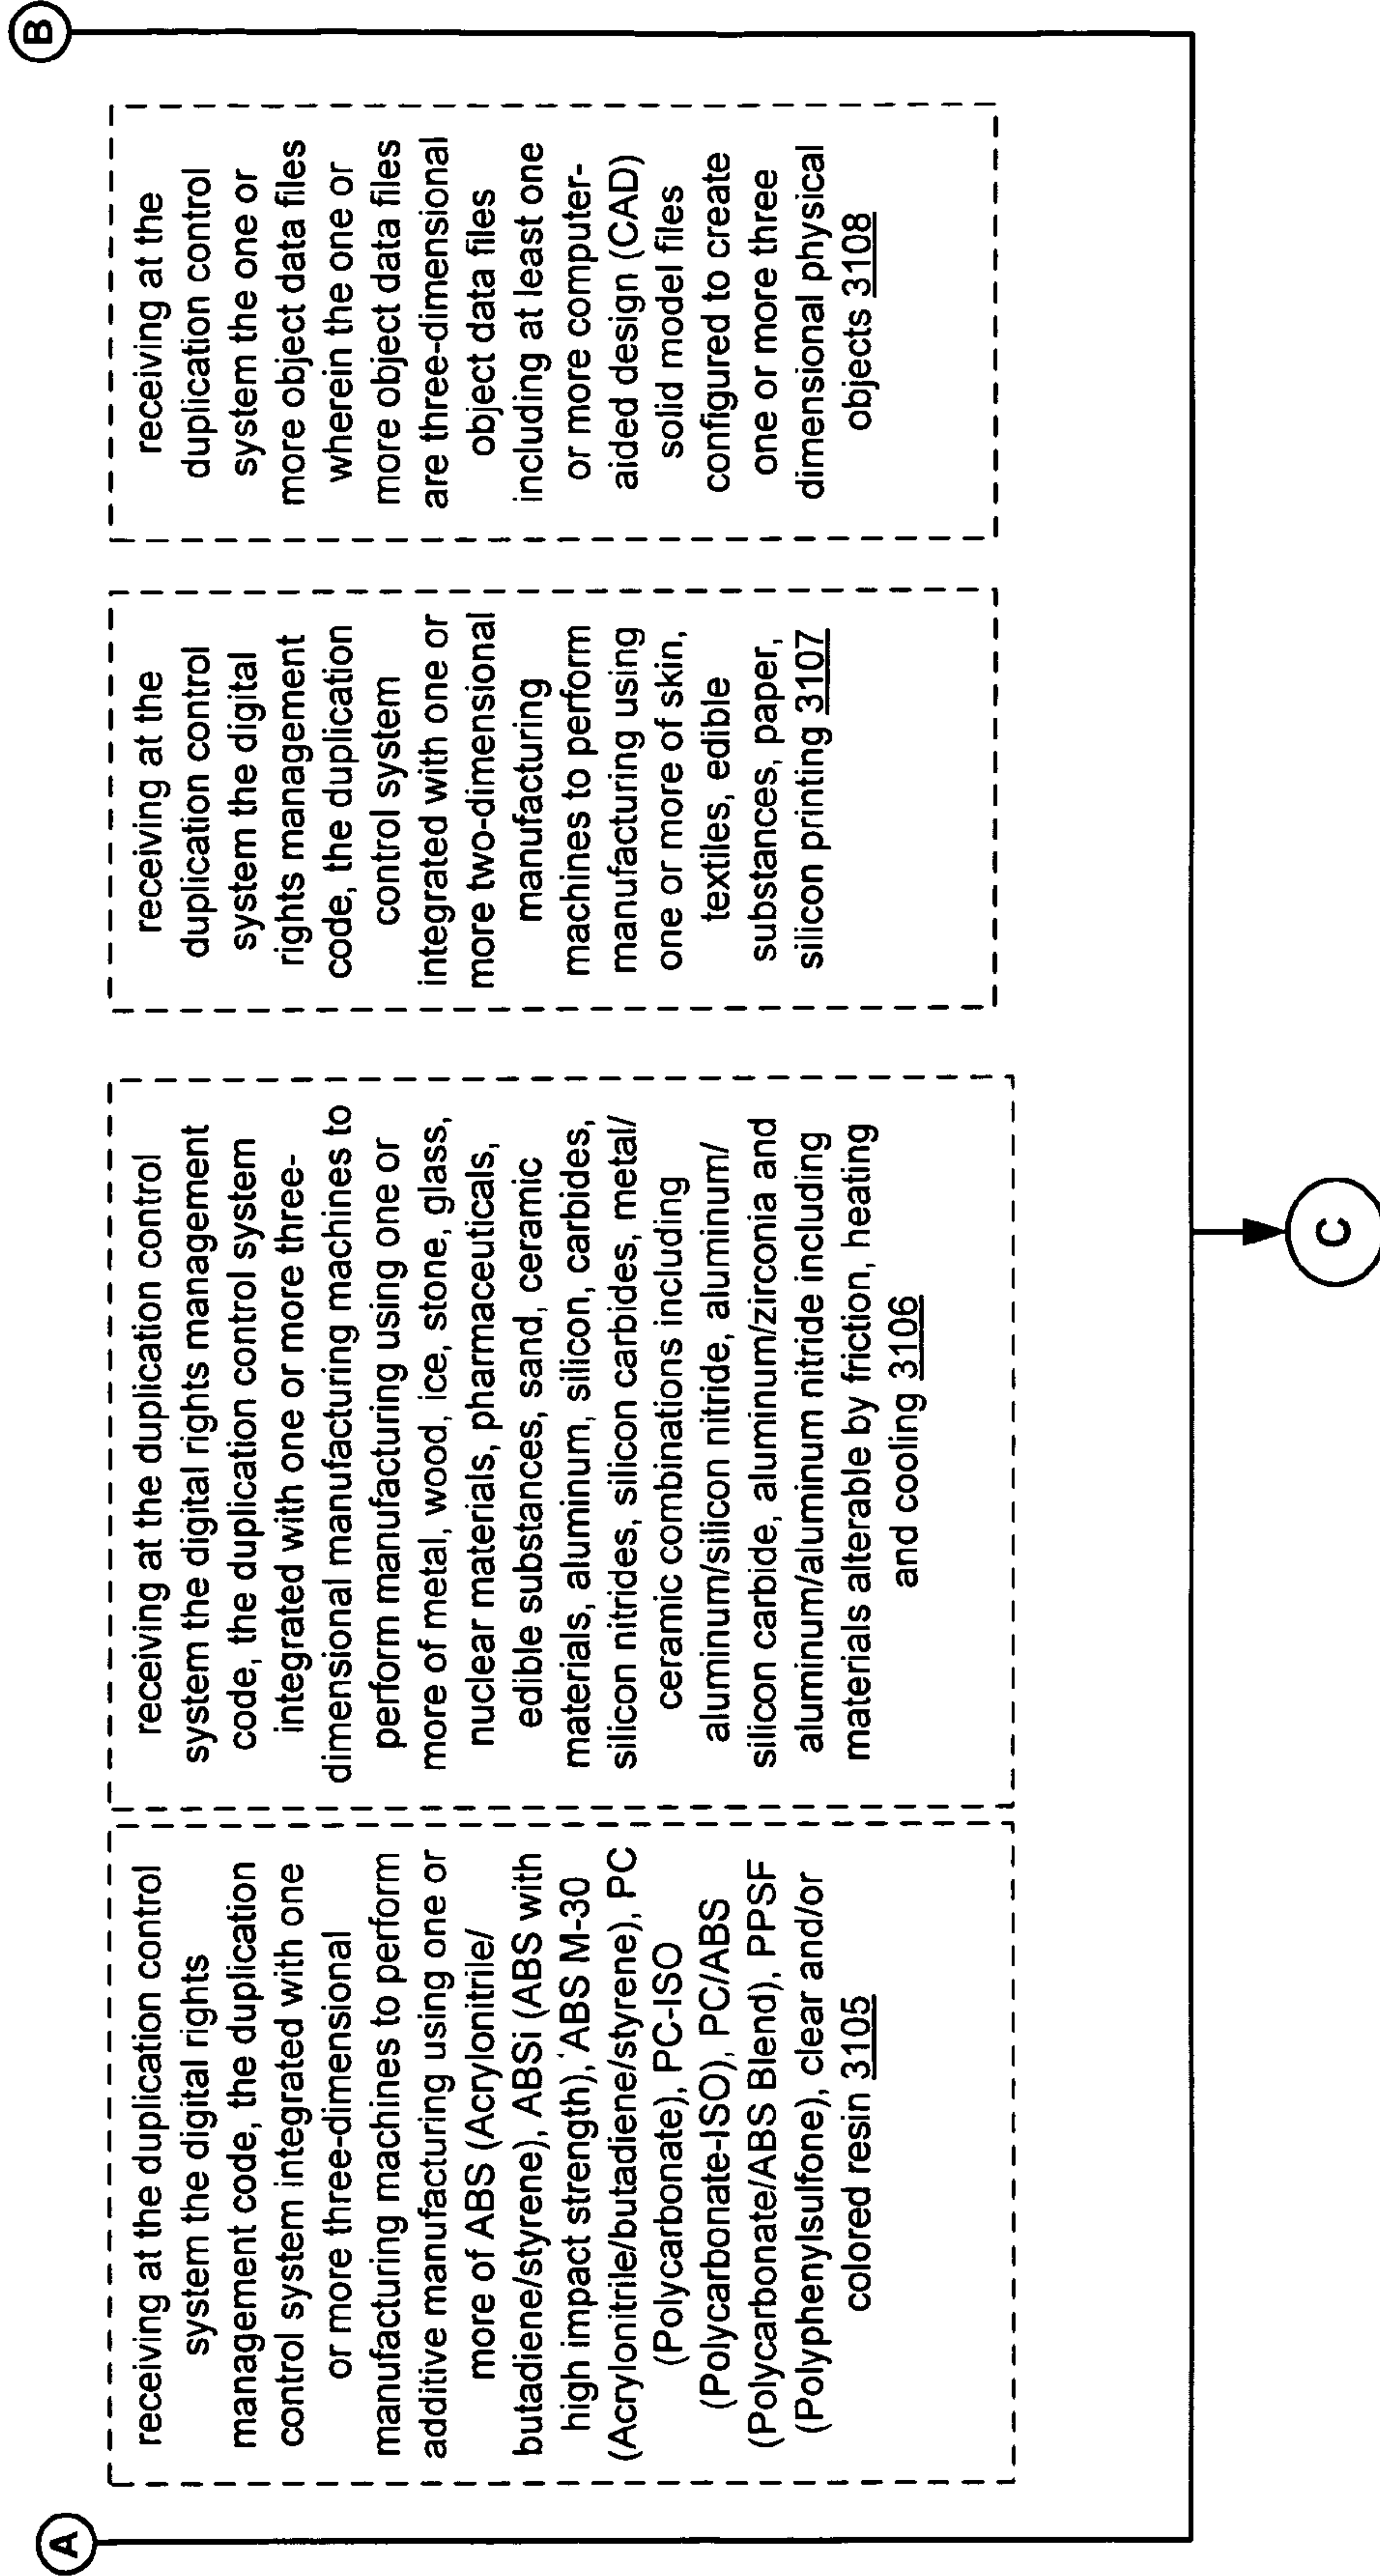 A
B
receiving at the duplication control
system the digital rights
management code, the duplication
control system integrated with one
or more three-dimensional
manufacturing machines to perform
additive manufacturing using one or
more of ABS (Acrylonitrile/
butadiene/styrene), ABSi (ABS with
high impact strength), ABS M-30
(Acrylonitrile/butadiene/styrene), PC
(Polycarbonate), PC-ISO
(Polycarbonate-ISO), PC/ABS
(Polycarbonate/ABS Blend), PPSF
(Polyphenylsulfone), clear and/or
colored resin 3105
receiving at the duplication control
system the digital rights management
code, the duplication control system
integrated with one or more three-
dimensional manufacturing machines to
perform manufacturing using one or
more of metal, wood, ice, stone, glass,
nuclear materials, pharmaceuticals,
edible substances, sand, ceramic
materials, aluminum, silicon, carbides,
silicon nitrides, silicon carbides, metal/
ceramic combinations including
aluminum/silicon nitride, aluminum/
silicon carbide, aluminum/zirconia and
aluminum/aluminum nitride including
materials alterable by friction, heating
and cooling 3106
receiving at the
duplication control
system the digital
rights management
code, the duplication
control system
integrated with one or
more two-dimensional
manufacturing
machines to perform
manufacturing using
one or more of skin,
textiles, edible
substances, paper,
silicon printing 3107
receiving at the
duplication control
system the one or
more object data files
wherein the one or
more object data files
are three-dimensional
object data files
including at least one
or more computer-
aided design (CAD)
solid model files
configured to create
one or more three
dimensional physical
objects 3108
C